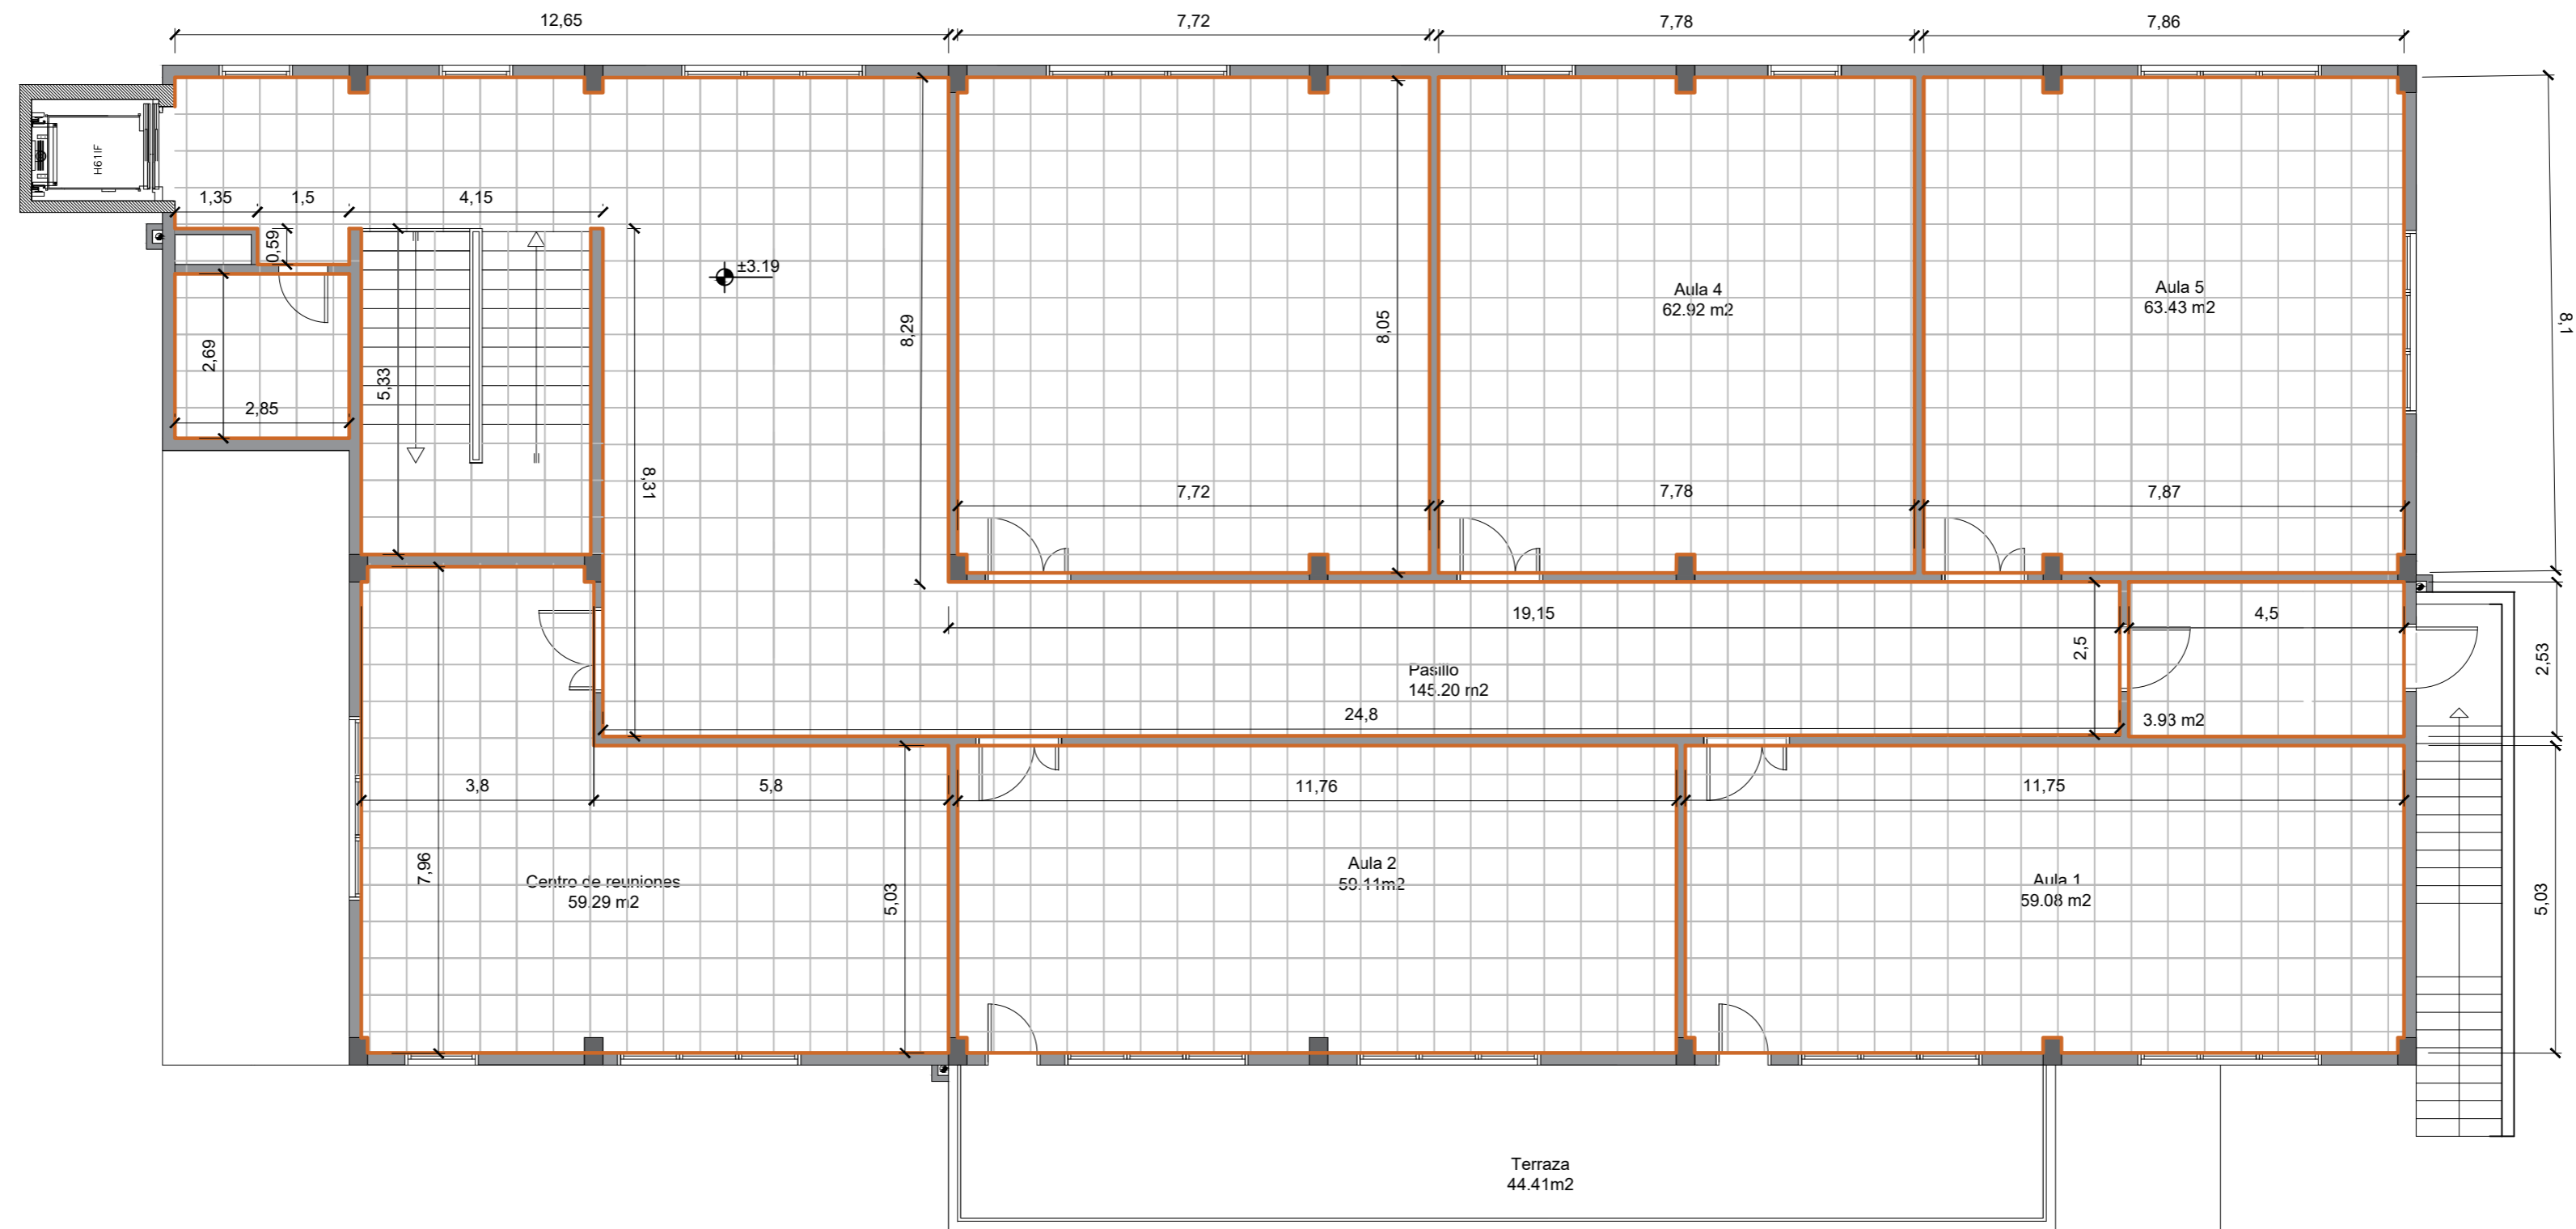 12,65
7,72
7,78
7,86
H61IF
1,35
1,5
4,15
0,59
±3.19
Aula 4
62.92 m2
Aula 5
63.43 m2
8,1
8,29
8,05
2,69
5,33
2,85
8,31
7,72
7,78
7,87
19,15
4,5
2,5
2,53
Pasillo
145.20 m2
24,8
3.93 m2
3,8
5,8
11,76
11,75
7,96
5,03
Centro de reuniones
59.29 m2
Aula 2
59.11m2
Aula 1
59.08 m2
5,03
Terraza
44.41m2